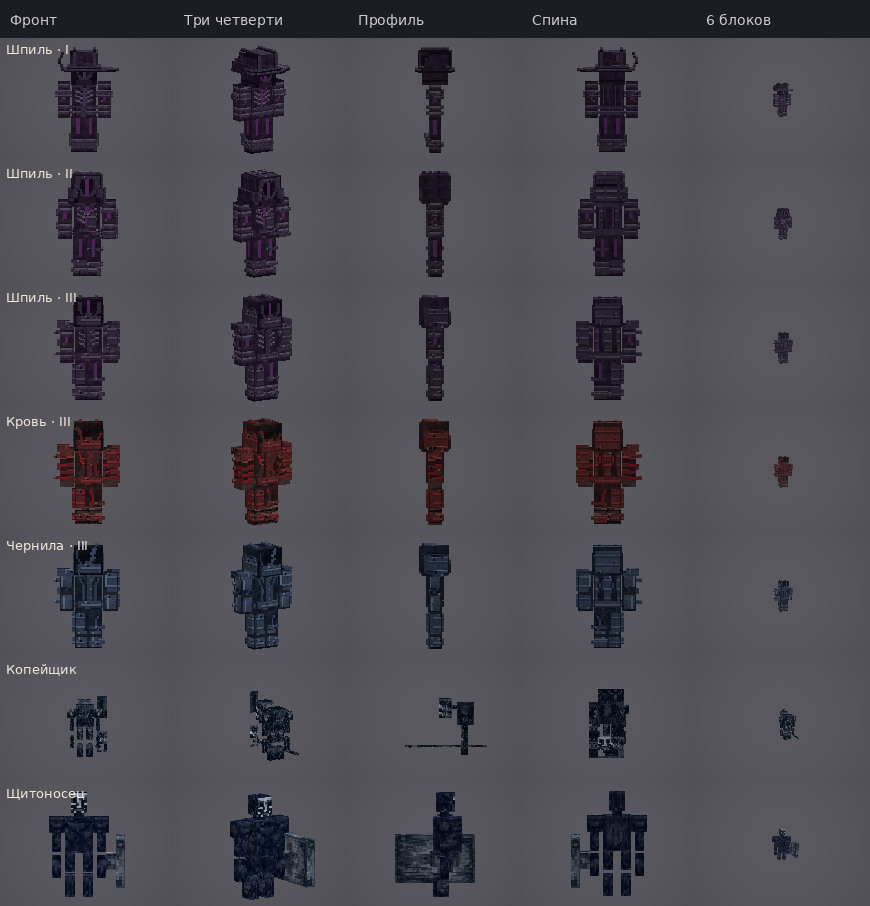 Фронт Три четверти Профиль Спина 6 блоков
Шпиль · I
Шпиль · II
Шпиль · III
Кровь · III
Чернила · III
Копейщик
Щитоносец